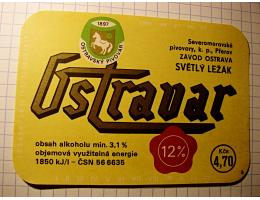 1897
OSTRAVSKÝ PIVOVAR
Severomoravské
pivovary, k. p., Přerov
ZÁVOD OSTRAVA
SVĚTLÝ LEŽÁK
Ostravar
obsah alkoholu min. 3,1 %
objemová využitelná energie
1850 kJ/l – ČSN 56 6635
12%
Kčs
4,70